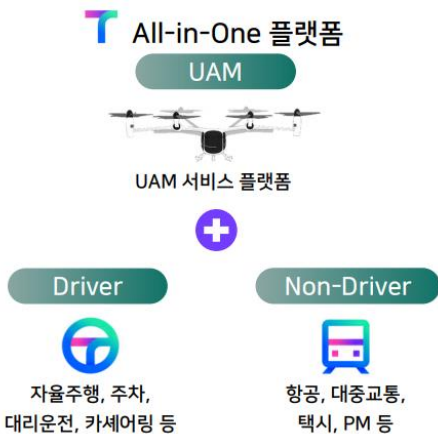 All-in-One 플랫폼
UAM
UAM 서비스 플랫폼
Driver
Non-Driver
자율주행, 주차,
대리운전, 카셰어링 등
항공, 대중교통,
택시, PM 등